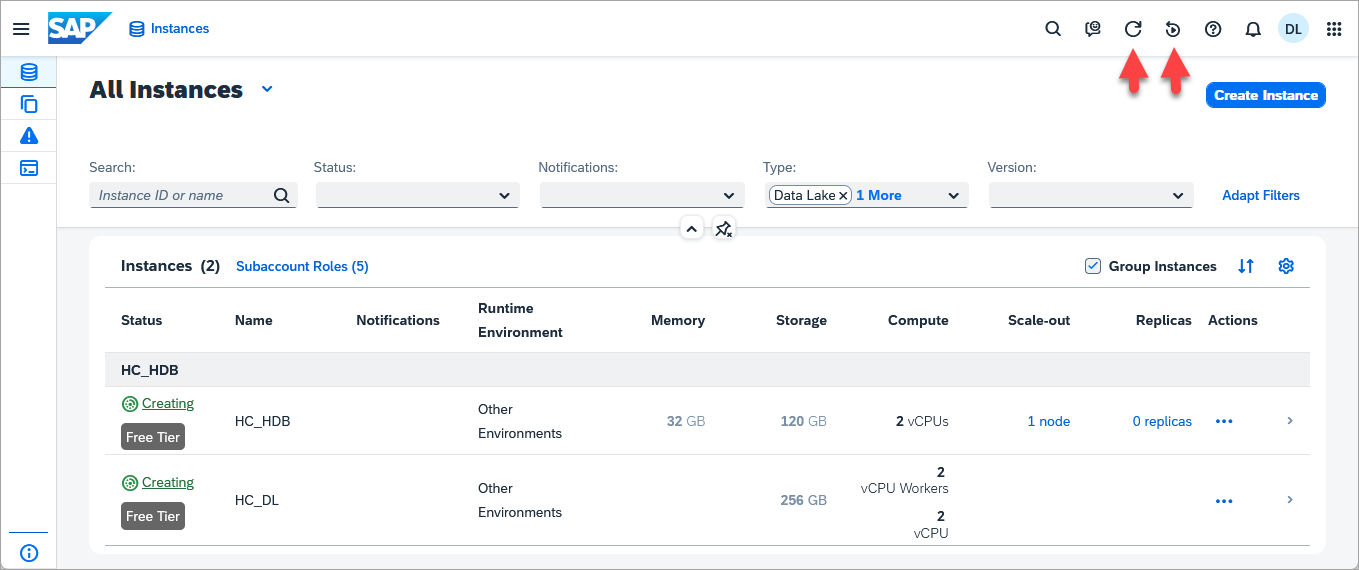 SAP Instances DL
All Instances
Create Instance
Search: Status: Notifications: Type: Version:
Instance ID or name Data Lake 1 More Adapt Filters
Instances (2) Subaccount Roles (5) Group Instances
Status Name Notifications Runtime Environment Memory Storage Compute Scale-out Replicas Actions
HC_HDB
Creating
Free Tier
HC_HDB
Other
Environments
32 GB
120 GB
2 vCPUs
1 node
0 replicas
Creating
Free Tier
HC_DL
Other
Environments
256 GB
2
vCPU Workers
2
vCPU